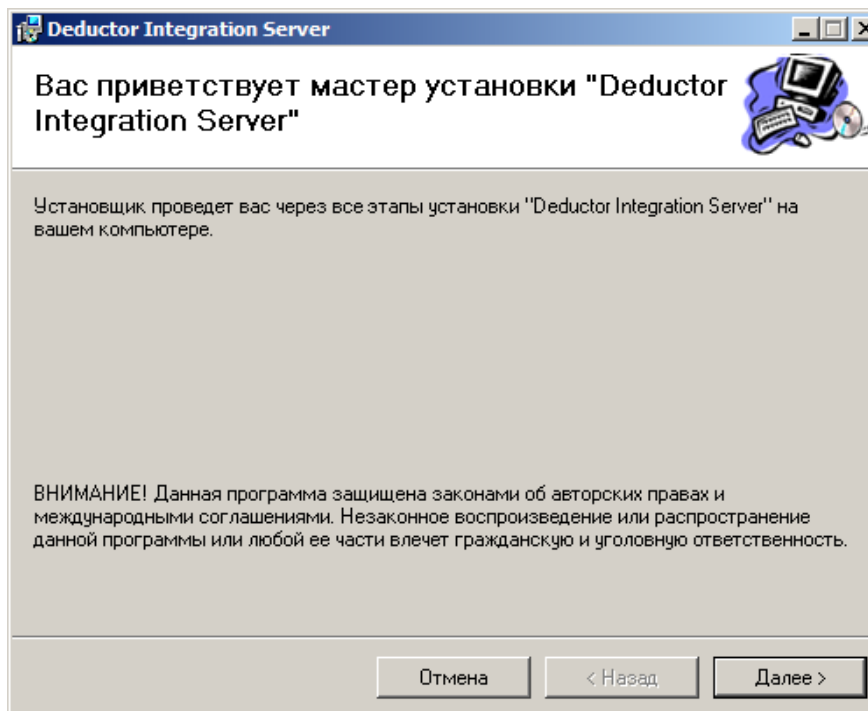 Deductor Integration Server
Вас приветствует мастер установки "Deductor
Integration Server"
Установщик проведет вас через все этапы установки "Deductor Integration Server" на
вашем компьютере.
ВНИМАНИЕ! Данная программа защищена законами об авторских правах и
международными соглашениями. Незаконное воспроизведение или распространение
данной программы или любой ее части влечет гражданскую и уголовную ответственность.
Отмена
< Назад
Далее >